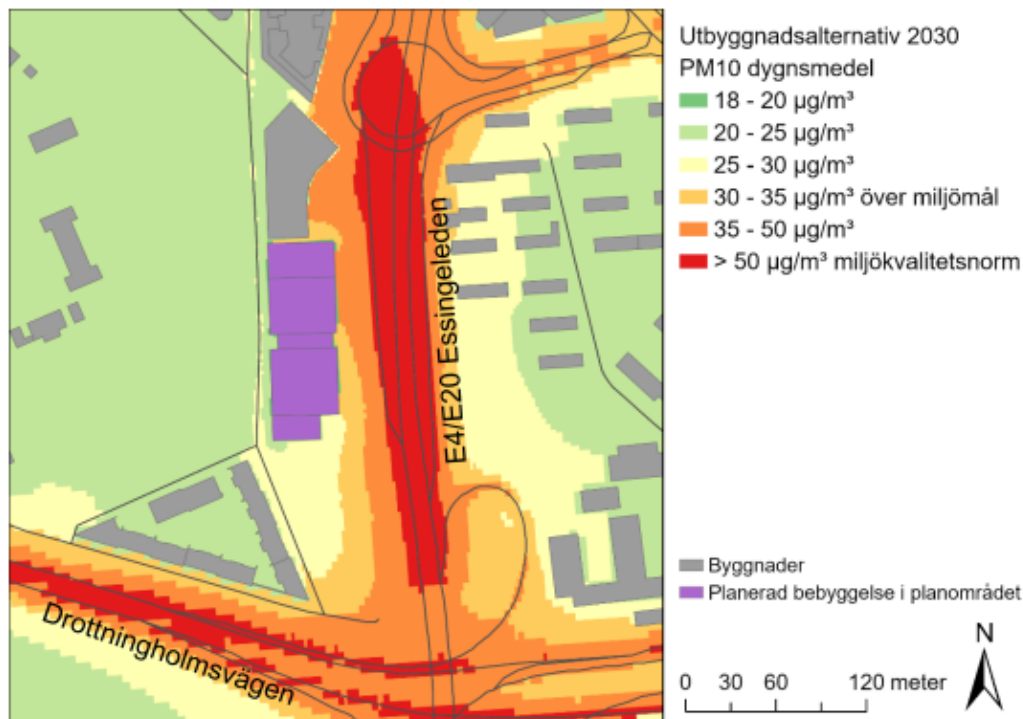 Utbyggnadsalternativ 2030
PM10 dygnsmedel
18 - 20 µg/m³
20 - 25 µg/m³
25 - 30 µg/m³
30 - 35 µg/m³ över miljömål
35 - 50 µg/m³
> 50 µg/m³ miljökvalitetsnorm
E4/E20 Essingeleden
Drottningholmsvägen
Byggnader
Planerad bebyggelse i planområdet
N
0 30 60 120 meter